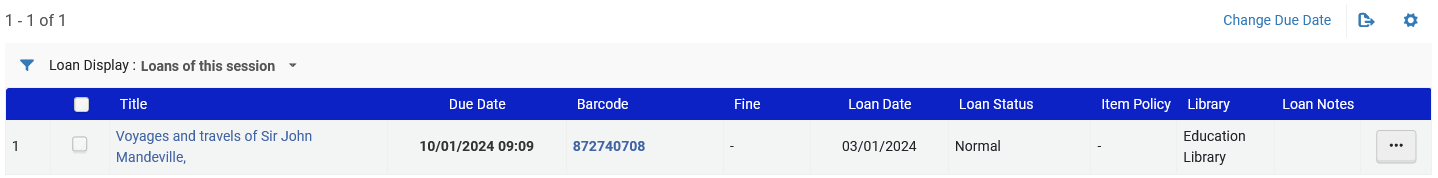 1 - 1 of 1
Change Due Date
Loan Display : Loans of this session
Title Due Date Barcode Fine Loan Date Loan Status Item Policy Library Loan Notes
1 Voyages and travels of Sir John Mandeville, 10/01/2024 09:09 872740708 - 03/01/2024 Normal - Education Library